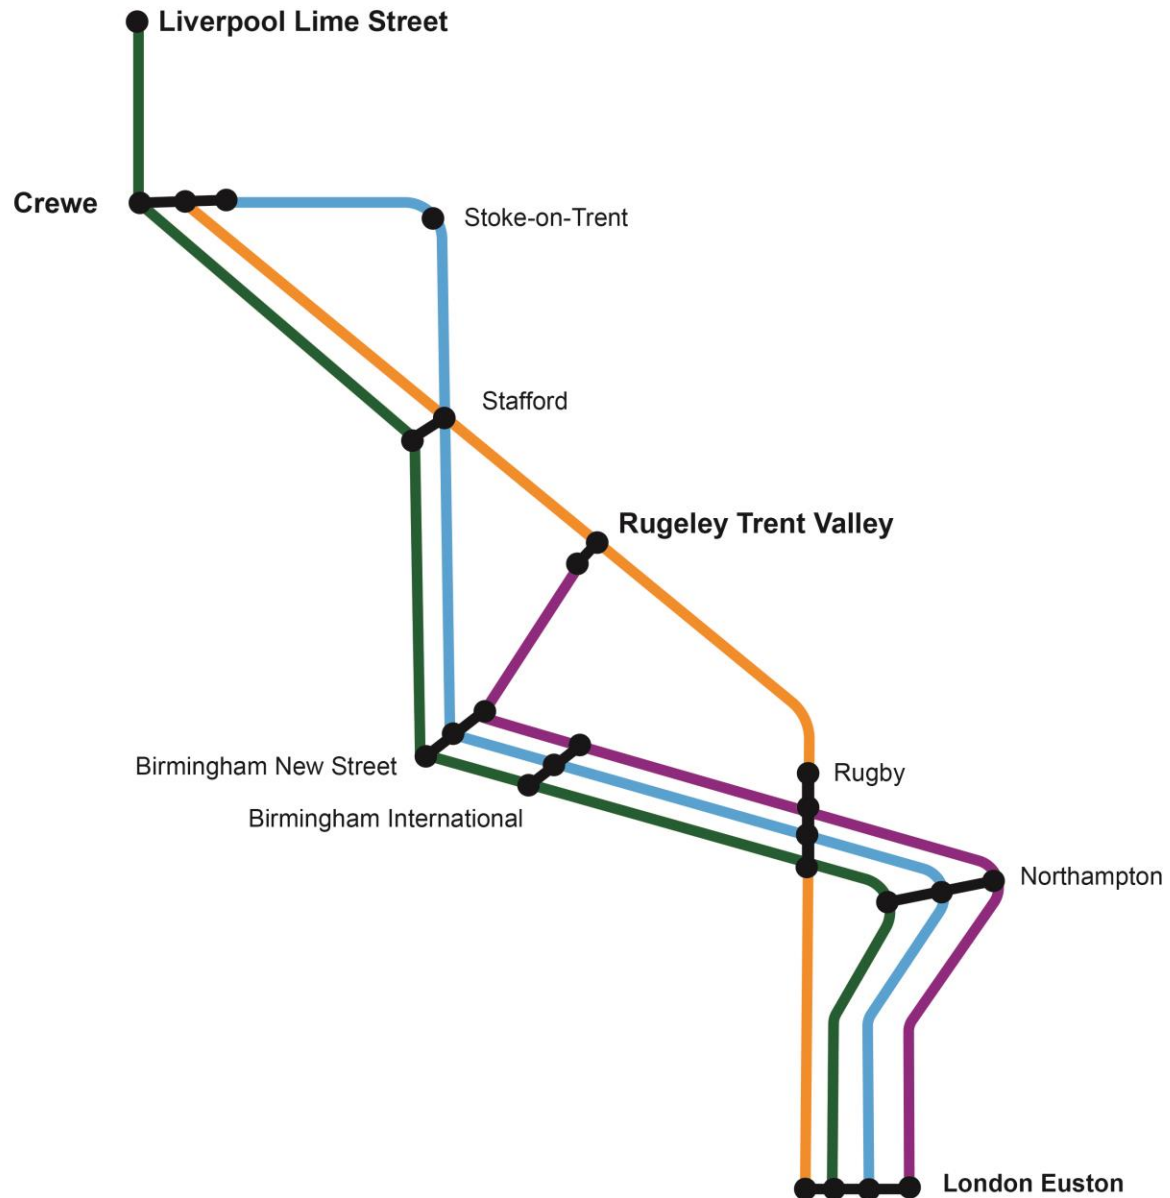 Liverpool Lime Street
Crewe
Stoke-on-Trent
Stafford
Rugeley Trent Valley
Birmingham New Street
Rugby
Birmingham International
Northampton
London Euston